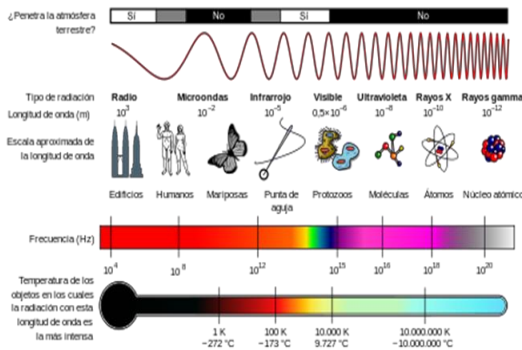 ¿Penetra la atmósfera
terrestre?
Sí No Sí No
Tipo de radiación Radio Microondas Infrarrojo Visible Ultravioleta Rayos X Rayos gamma
Longitud de onda (m) 10³ 10⁻² 10⁻⁵ 0,5×10⁻⁶ 10⁻⁸ 10⁻¹⁰ 10⁻¹²
Escala aproximada de
la longitud de onda
Edificios Humanos Mariposas Punta de aguja Protozoos Moléculas Átomos Núcleo atómico
Frecuencia (Hz)
10⁴ 10⁸ 10¹² 10¹⁵ 10¹⁶ 10¹⁸ 10²⁰
Temperatura de los
objetos en los cuales
la radiación con esta
longitud de onda es
la más intensa
1 K 100 K 10.000 K 10.000.000 K
−272 °C −173 °C 9.727 °C ~10.000.000 °C